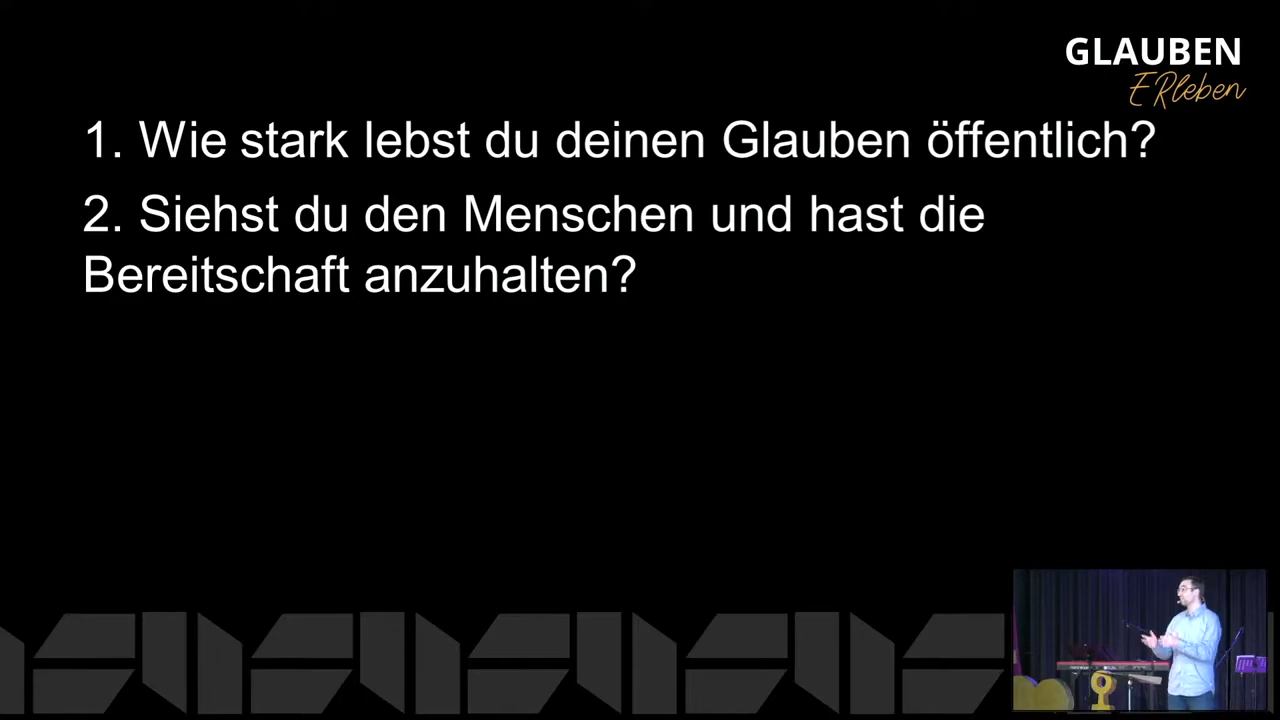 GLAUBEN
ERleben
1. Wie stark lebst du deinen Glauben öffentlich?
2. Siehst du den Menschen und hast die
Bereitschaft anzuhalten?